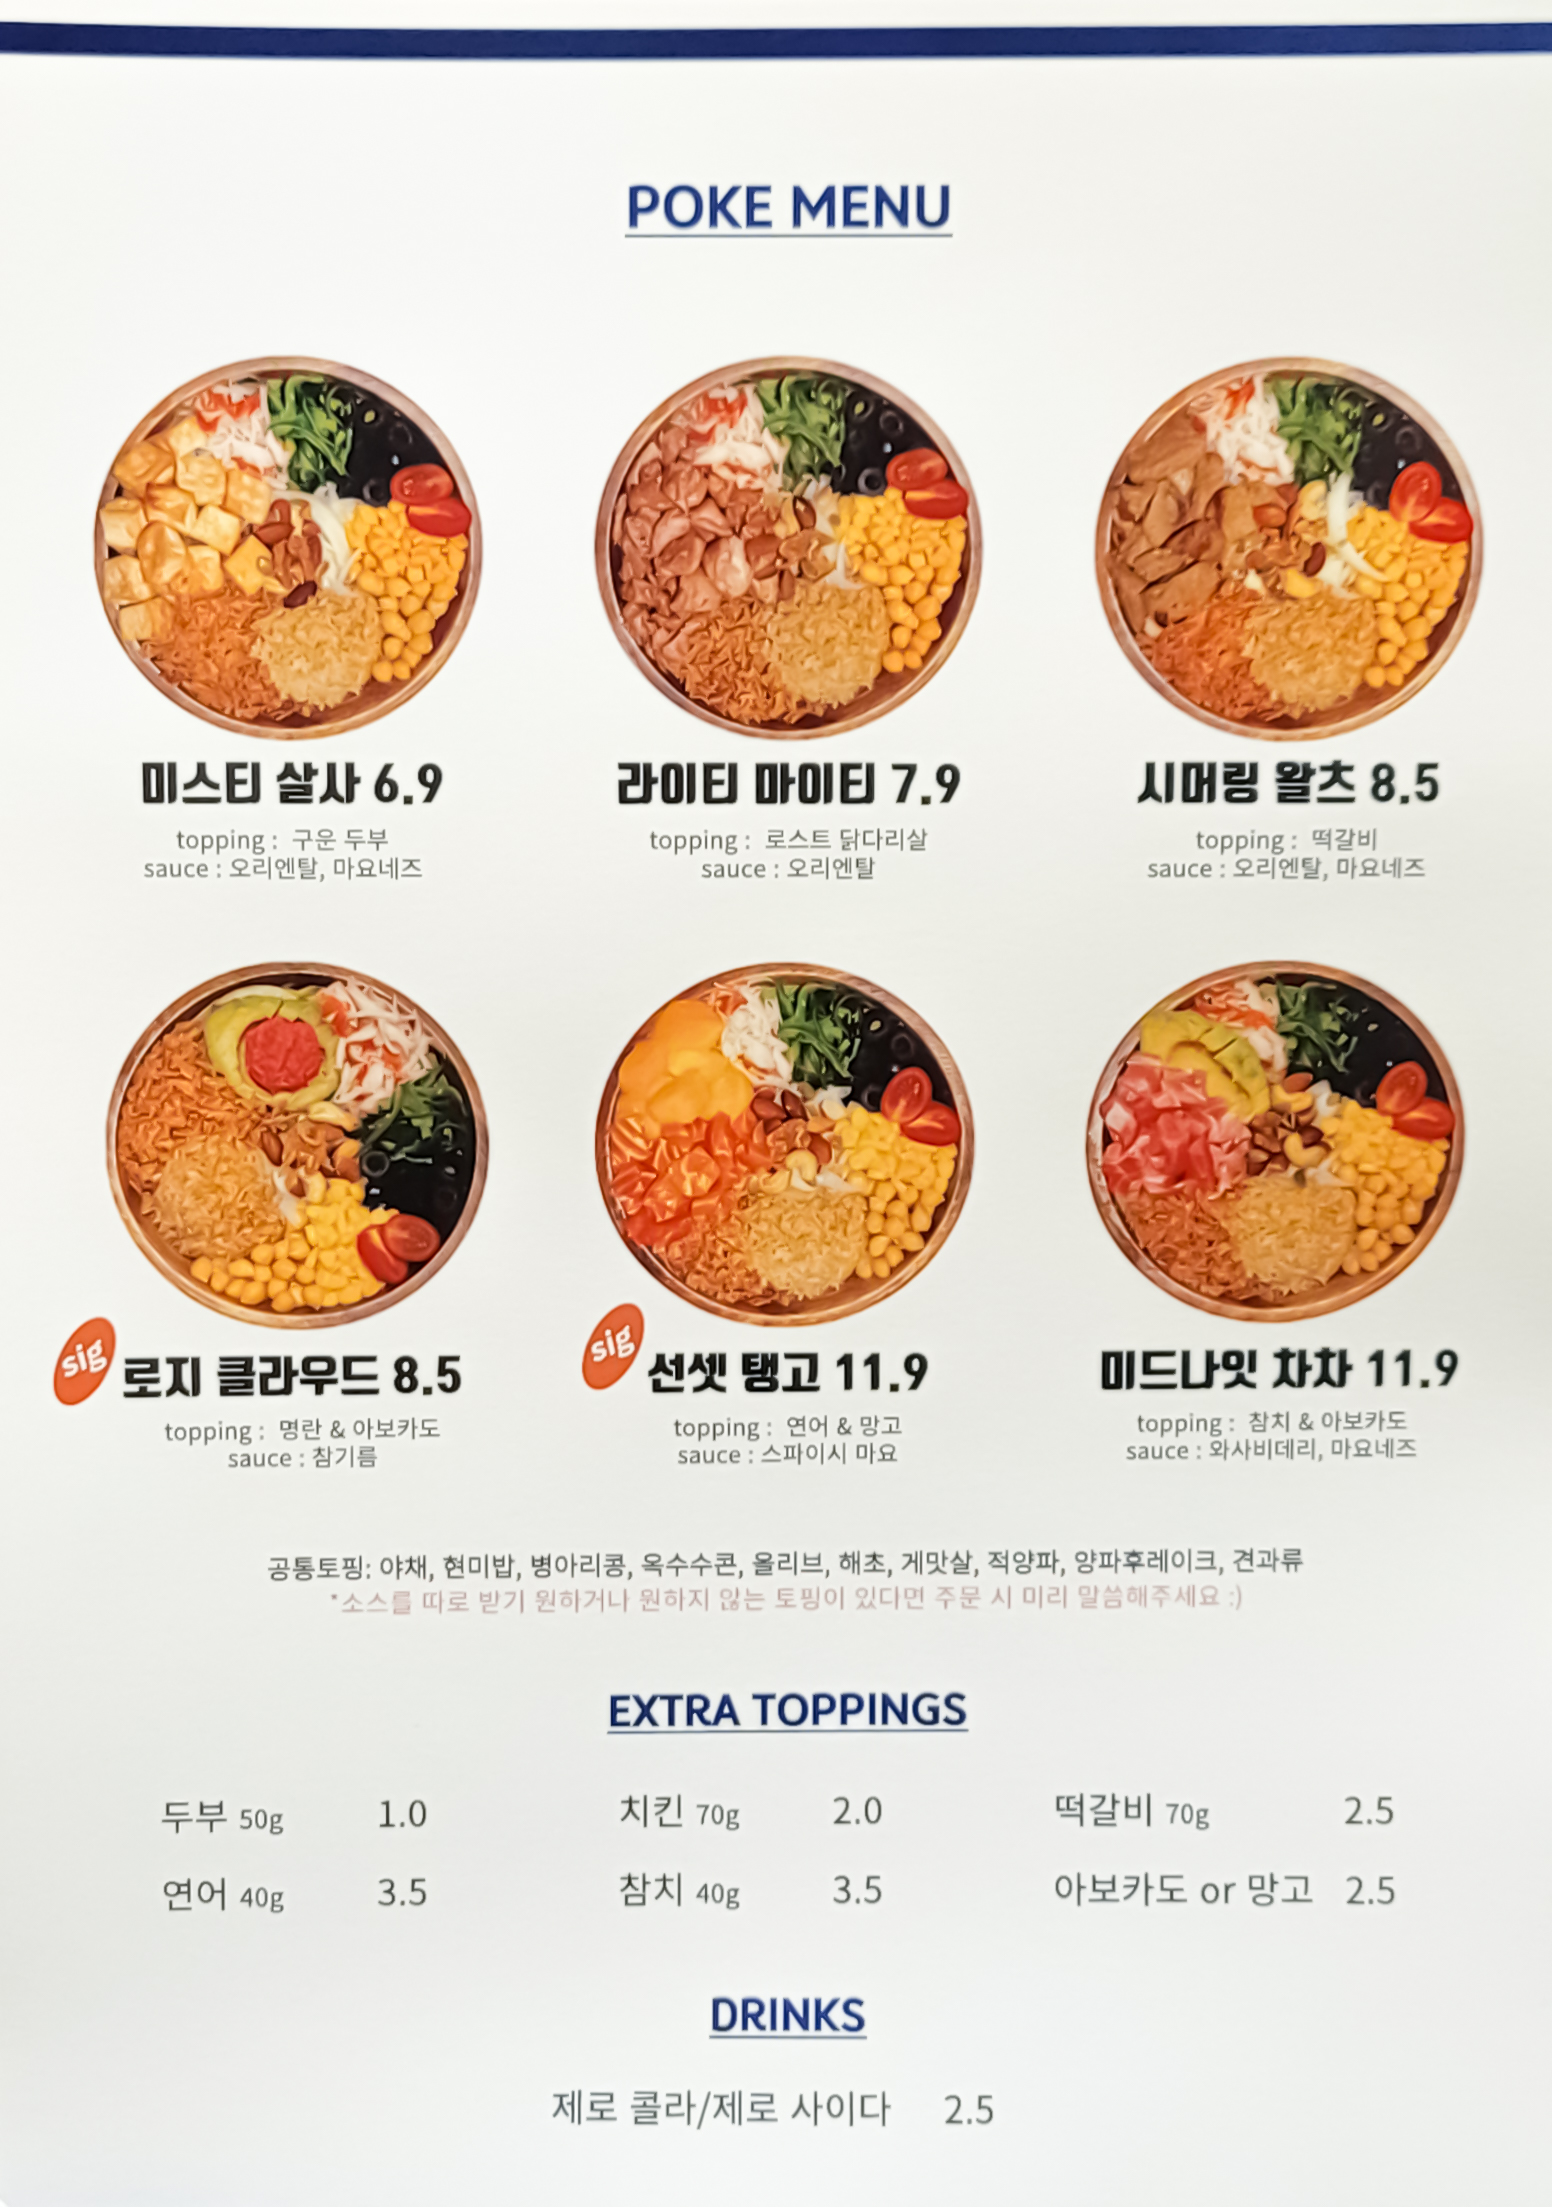 POKE MENU
미스티 살사 6.9
topping : 구운 두부
sauce : 오리엔탈, 마요네즈
라이티 마이티 7.9
topping : 로스트 닭다리살
sauce : 오리엔탈
시머링 왈츠 8.5
topping : 떡갈비
sauce : 오리엔탈, 마요네즈
sig
로지 클라우드 8.5
topping : 명란 & 아보카도
sauce : 참기름
sig
선셋 탱고 11.9
topping : 연어 & 망고
sauce : 스파이시 마요
미드나잇 차차 11.9
topping : 참치 & 아보카도
sauce : 와사비데리, 마요네즈
공통토핑: 야채, 현미밥, 병아리콩, 옥수수콘, 올리브, 해초, 게맛살, 적양파, 양파후레이크, 견과류
*소스를 따로 받기 원하거나 원하지 않는 토핑이 있다면 주문 시 미리 말씀해주세요 :)
EXTRA TOPPINGS
두부 50g 1.0
치킨 70g 2.0
떡갈비 70g 2.5
연어 40g 3.5
참치 40g 3.5
아보카도 or 망고 2.5
DRINKS
제로 콜라/제로 사이다 2.5